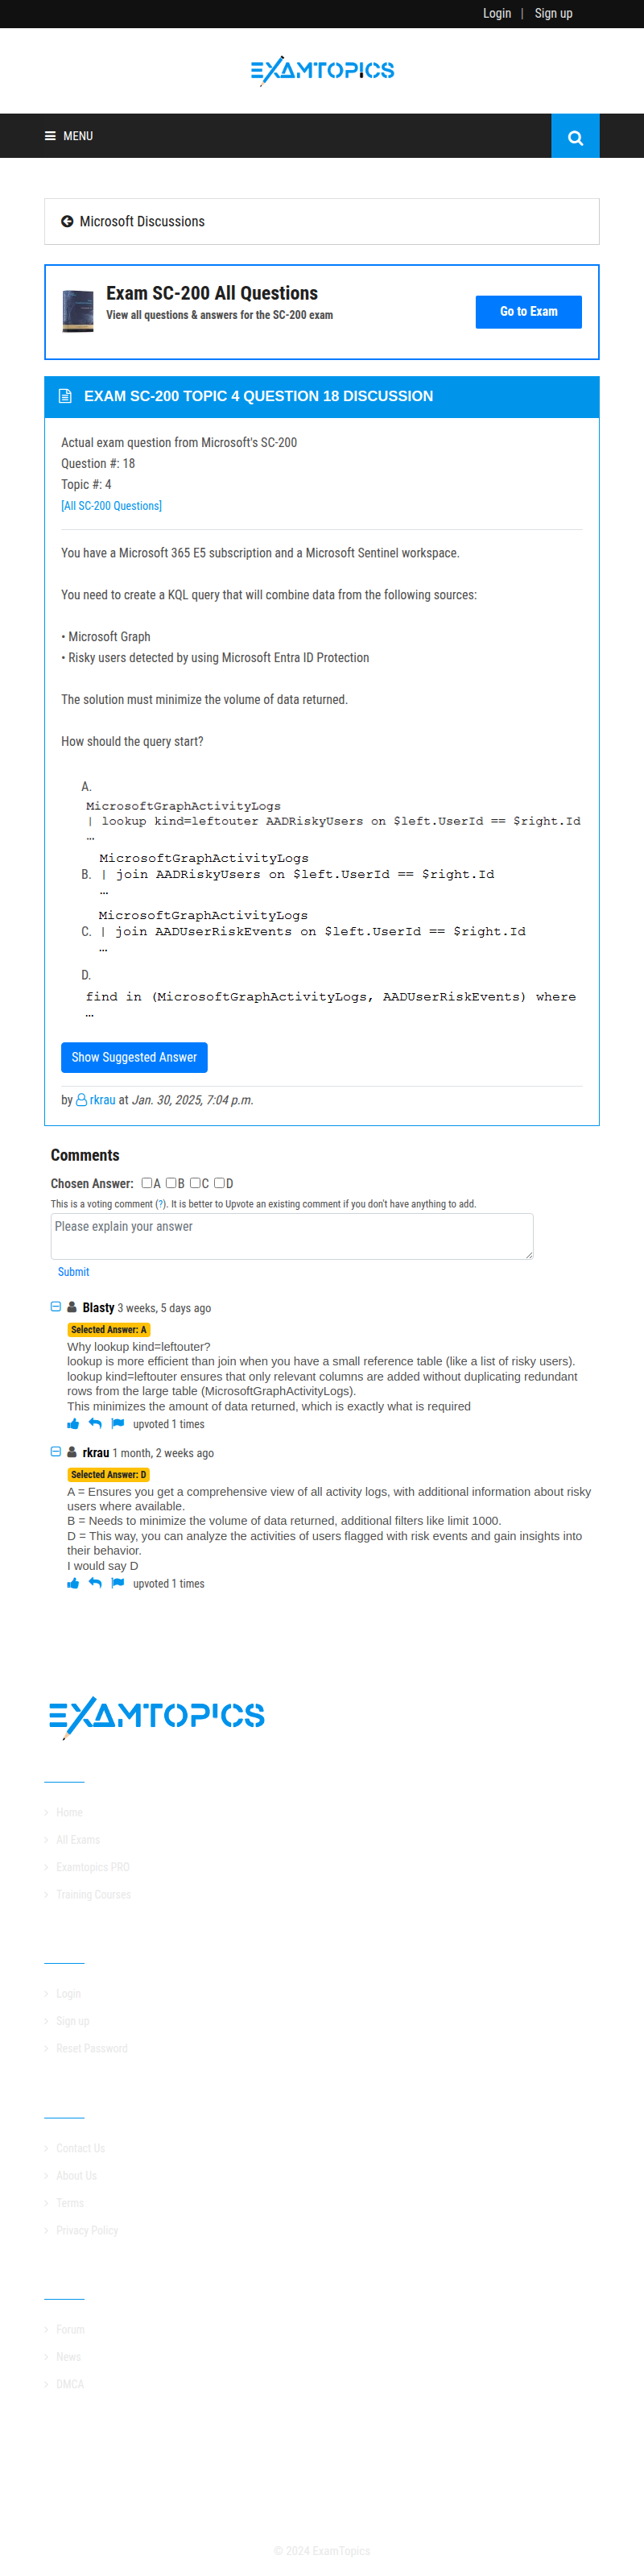 Login | Sign up
EXAMTOPICS
MENU
Microsoft Discussions
Exam SC-200 All Questions
View all questions & answers for the SC-200 exam
Go to Exam
EXAM SC-200 TOPIC 4 QUESTION 18 DISCUSSION
Actual exam question from Microsoft's SC-200
Question #: 18
Topic #: 4
[All SC-200 Questions]
You have a Microsoft 365 E5 subscription and a Microsoft Sentinel workspace.
You need to create a KQL query that will combine data from the following sources:
• Microsoft Graph
• Risky users detected by using Microsoft Entra ID Protection
The solution must minimize the volume of data returned.
How should the query start?
A.
MicrosoftGraphActivityLogs
| lookup kind=leftouter AADRiskyUsers on $left.UserId == $right.Id
…
MicrosoftGraphActivityLogs
B. | join AADRiskyUsers on $left.UserId == $right.Id
…
MicrosoftGraphActivityLogs
C. | join AADUserRiskEvents on $left.UserId == $right.Id
…
D.
find in (MicrosoftGraphActivityLogs, AADUserRiskEvents) where
…
Show Suggested Answer
by rkrau at Jan. 30, 2025, 7:04 p.m.
Comments
Chosen Answer: A B C D
This is a voting comment (?). It is better to Upvote an existing comment if you don't have anything to add.
Please explain your answer
Submit
Blasty 3 weeks, 5 days ago
Selected Answer: A
Why lookup kind=leftouter?
lookup is more efficient than join when you have a small reference table (like a list of risky users).
lookup kind=leftouter ensures that only relevant columns are added without duplicating redundant
rows from the large table (MicrosoftGraphActivityLogs).
This minimizes the amount of data returned, which is exactly what is required
upvoted 1 times
rkrau 1 month, 2 weeks ago
Selected Answer: D
A = Ensures you get a comprehensive view of all activity logs, with additional information about risky
users where available.
B = Needs to minimize the volume of data returned, additional filters like limit 1000.
D = This way, you can analyze the activities of users flagged with risk events and gain insights into
their behavior.
I would say D
upvoted 1 times
EXAMTOPICS
Home
All Exams
Examtopics PRO
Training Courses
Login
Sign up
Reset Password
Contact Us
About Us
Terms
Privacy Policy
Forum
News
DMCA
© 2024 ExamTopics